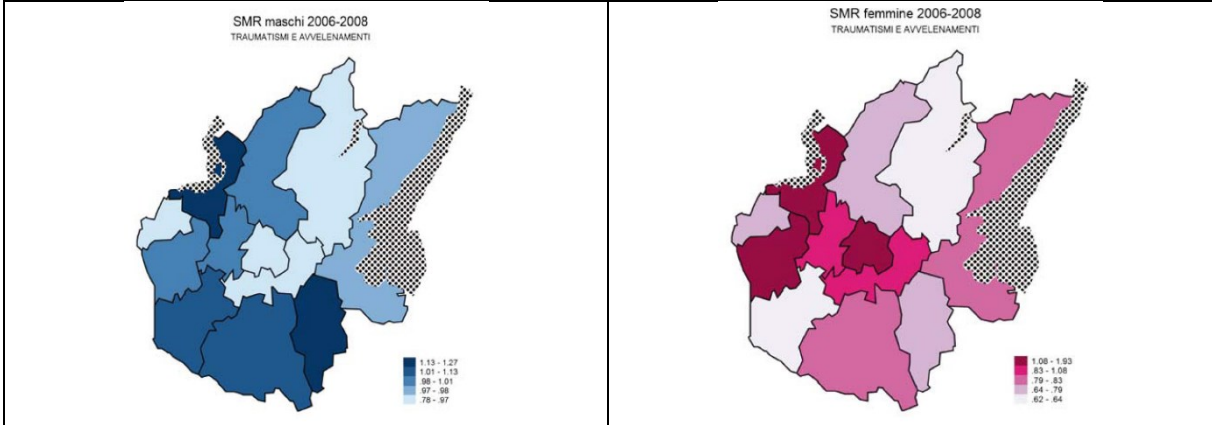 SMR maschi 2006-2008
TRAUMATISMI E AVVELENAMENTI
1.13 - 1.27
1.01 - 1.13
.98 - 1.01
.97 - .98
.78 - .97
SMR femmine 2006-2008
TRAUMATISMI E AVVELENAMENTI
1.08 - 1.93
.83 - 1.08
.79 - .83
.64 - .79
.62 - .64